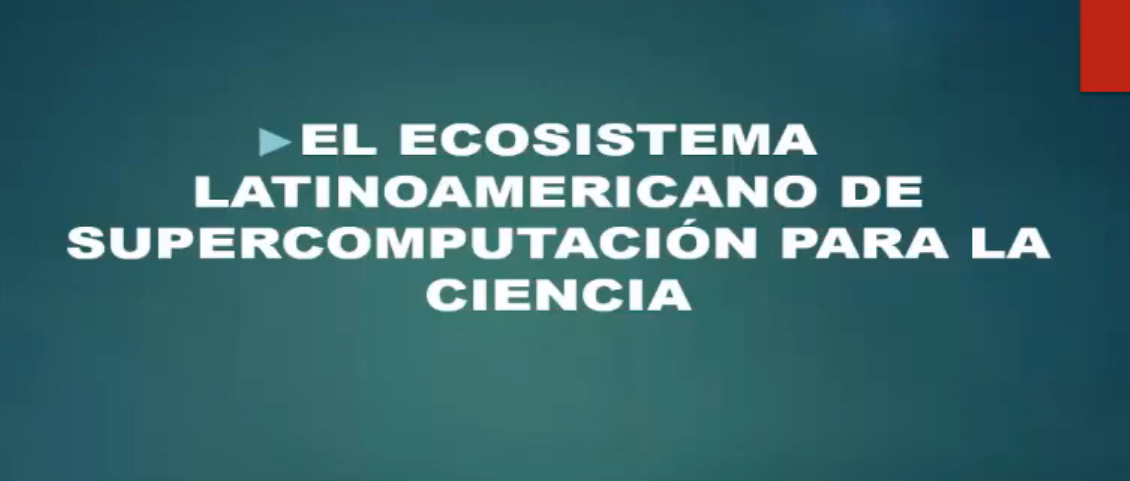 EL ECOSISTEMA
LATINOAMERICANO DE
SUPERCOMPUTACIÓN PARA LA
CIENCIA